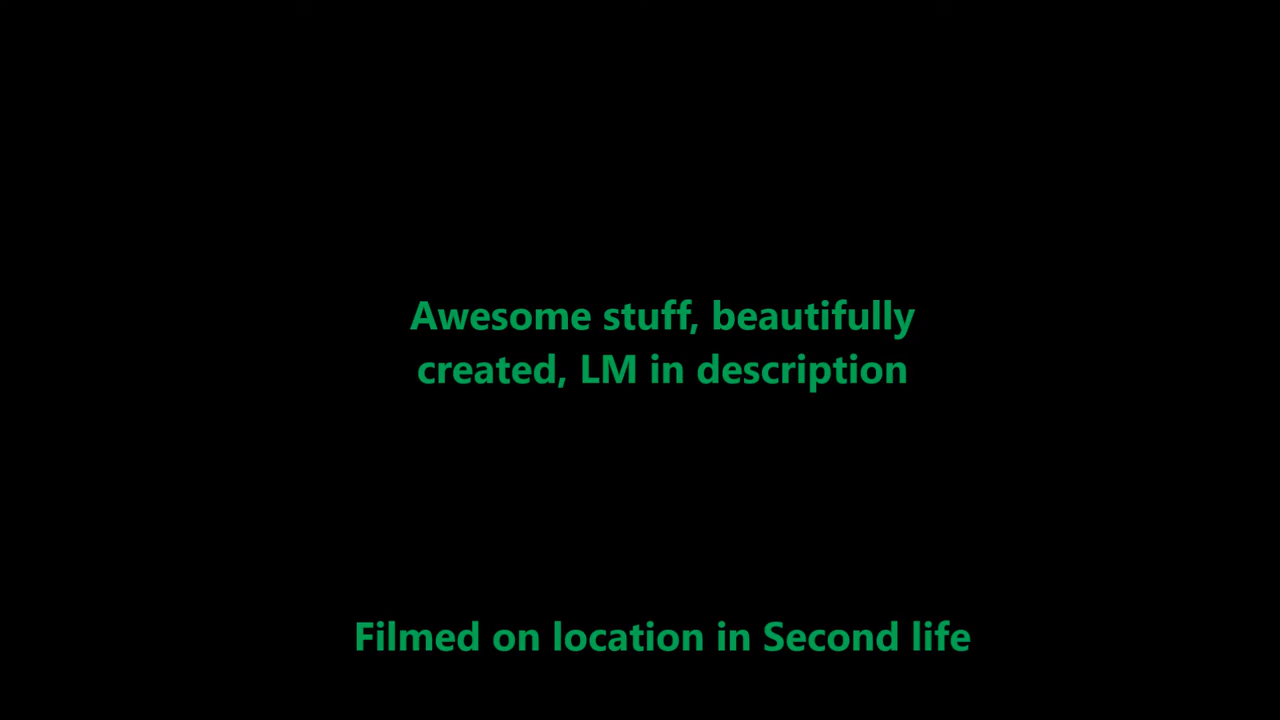 Awesome stuff, beautifully
created, LM in description
Filmed on location in Second life